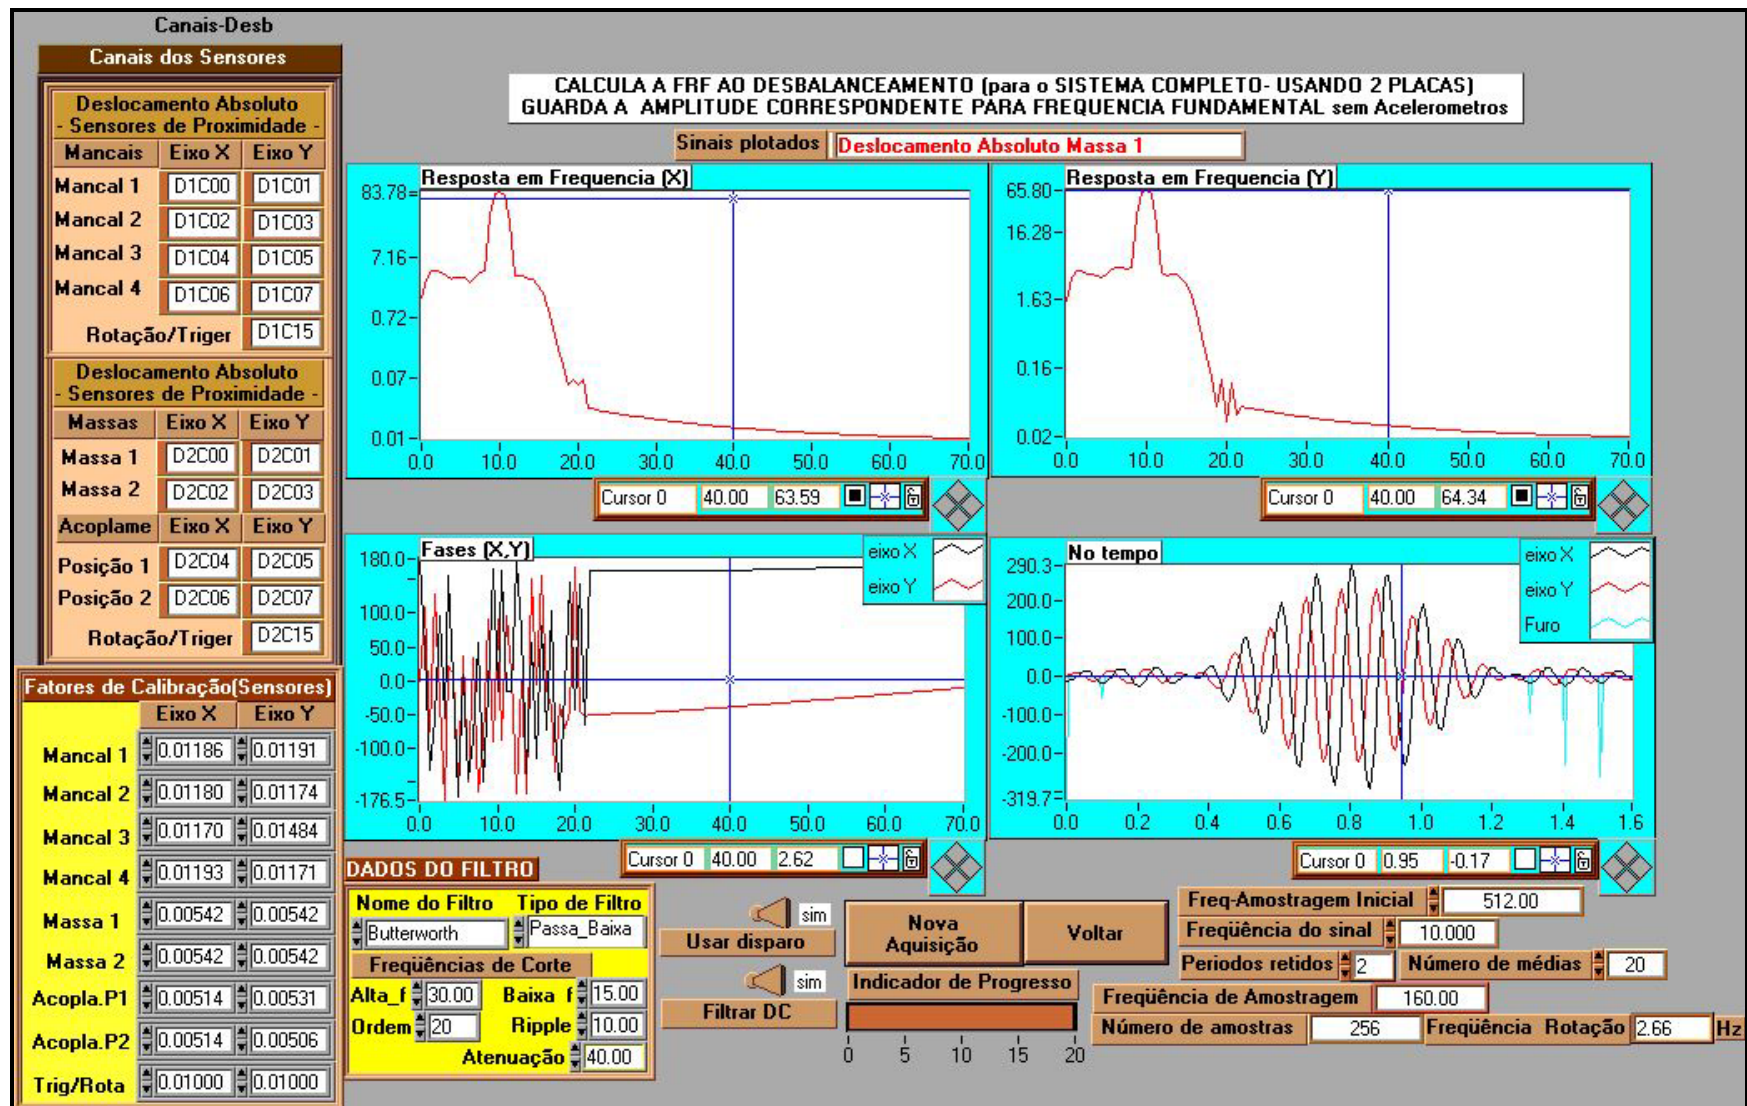 Canais-Desb
Canais dos Sensores
Deslocamento Absoluto
- Sensores de Proximidade -
Mancais Eixo X Eixo Y
Mancal 1 D1C00 D1C01
Mancal 2 D1C02 D1C03
Mancal 3 D1C04 D1C05
Mancal 4 D1C06 D1C07
Rotação/Triger D1C15
Deslocamento Absoluto
- Sensores de Proximidade -
Massas Eixo X Eixo Y
Massa 1 D2C00 D2C01
Massa 2 D2C02 D2C03
Acoplame Eixo X Eixo Y
Posição 1 D2C04 D2C05
Posição 2 D2C06 D2C07
Rotação/Triger D2C15
Fatores de Calibração(Sensores)
Eixo X Eixo Y
Mancal 1 0.01186 0.01191
Mancal 2 0.01180 0.01174
Mancal 3 0.01170 0.01484
Mancal 4 0.01193 0.01171
Massa 1 0.00542 0.00542
Massa 2 0.00542 0.00542
Acopla.P1 0.00514 0.00531
Acopla.P2 0.00514 0.00506
Trig/Rota 0.01000 0.01000
CALCULA A FRF AO DESBALANCEAMENTO (para o SISTEMA COMPLETO- USANDO 2 PLACAS)
GUARDA A AMPLITUDE CORRESPONDENTE PARA FREQUENCIA FUNDAMENTAL sem Acelerometros
Sinais plotados Deslocamento Absoluto Massa 1
Resposta em Frequencia (X)
83.78
7.16
0.72
0.07
0.01
0.0 10.0 20.0 30.0 40.0 50.0 60.0 70.0
Cursor 0 40.00 63.59
Resposta em Frequencia (Y)
65.80
16.28
1.63
0.16
0.02
0.0 10.0 20.0 30.0 40.0 50.0 60.0 70.0
Cursor 0 40.00 64.34
Fases (X,Y)
eixo X
eixo Y
180.0
100.0
50.0
0.0
-50.0
-100.0
-176.5
0.0 10.0 20.0 30.0 40.0 50.0 60.0 70.0
Cursor 0 40.00 2.62
No tempo
eixo X
eixo Y
Furo
290.3
200.0
100.0
0.0
-100.0
-200.0
-319.7
0.0 0.2 0.4 0.6 0.8 1.0 1.2 1.4 1.6
Cursor 0 0.95 -0.17
DADOS DO FILTRO
Nome do Filtro Tipo de Filtro
Butterworth Passa_Baixa
Freqüências de Corte
Alta_f 30.00 Baixa f 15.00
Ordem 20 Ripple 10.00
Atenuação 40.00
sim
Usar disparo
sim
Filtrar DC
Nova
Aquisição
Voltar
Indicador de Progresso
0 5 10 15 20
Freq-Amostragem Inicial 512.00
Freqüência do sinal 10.000
Periodos retidos 2 Número de médias 20
Freqüência de Amostragem 160.00
Número de amostras 256 Freqüência Rotação 2.66 Hz